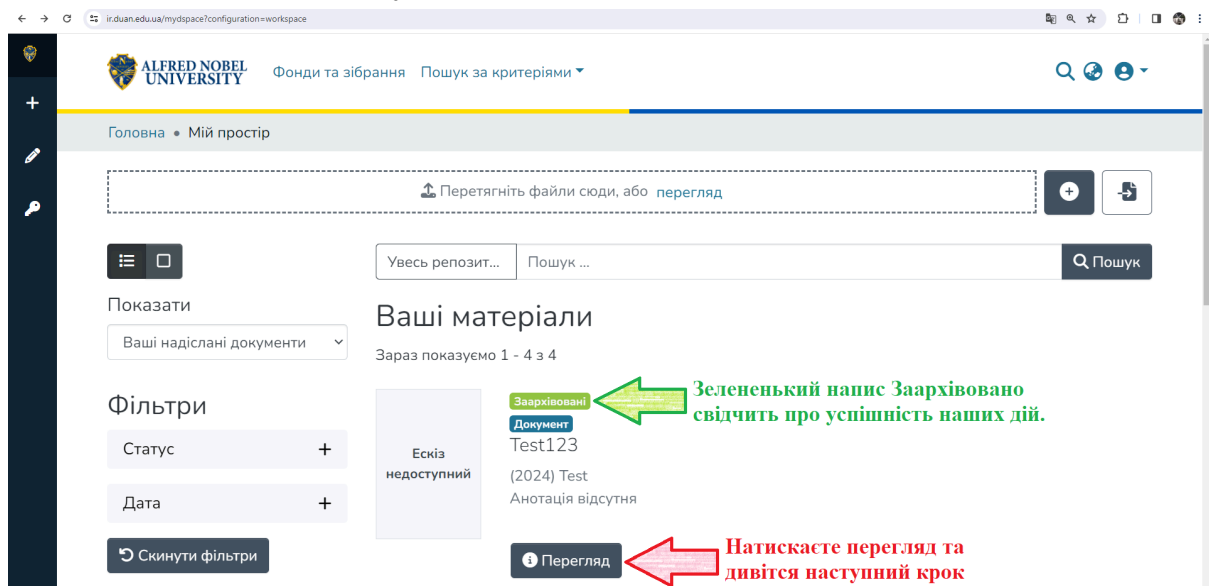 ir.duan.edu.ua/mydspace?configuration=workspace
ALFRED NOBEL
UNIVERSITY
Фонди та зібрання Пошук за критеріями
Головна • Мій простір
Перетягніть файли сюди, або перегляд
Увесь репозит... Пошук ... Пошук
Показати
Ваші надіслані документи
Ваші матеріали
Зараз показуємо 1 - 4 з 4
Фільтри
Статус +
Дата +
Скинути фільтри
Ескіз
недоступний
Заархівовані
Документ
Test123
(2024) Test
Анотація відсутня
Перегляд
Зелененький напис Заархівовано
свідчить про успішність наших дій.
Натискаєте перегляд та
дивітся наступний крок